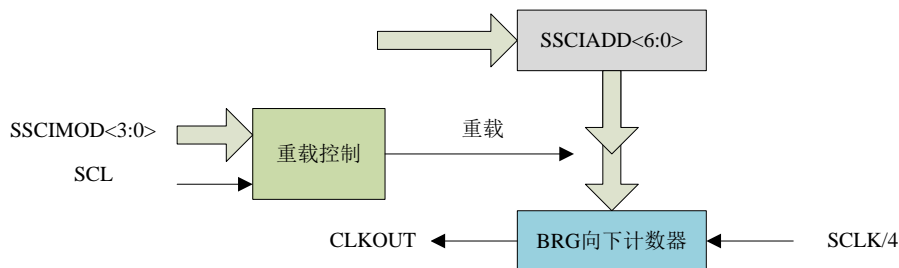 SSCIADD<6:0>
SSCIMOD<3:0>
SCL
重载控制
重载
CLKOUT
BRG向下计数器
SCLK/4